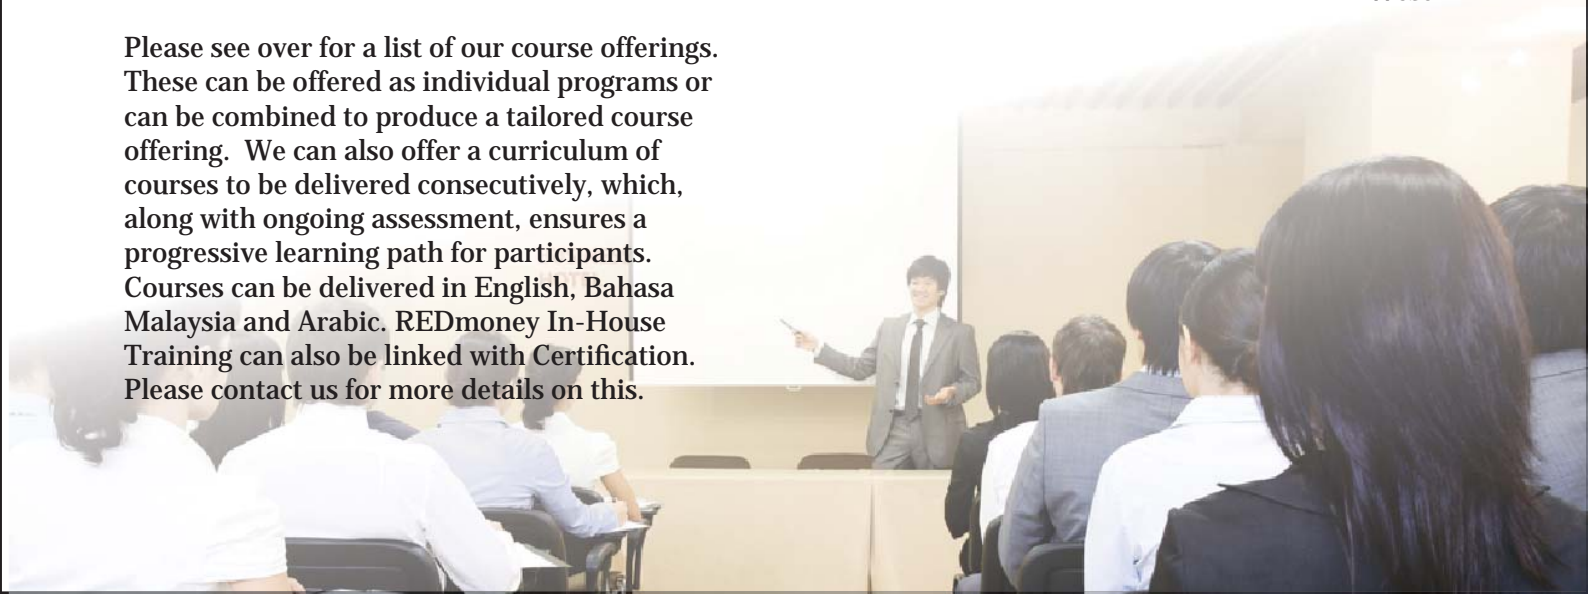 Please see over for a list of our course offerings.
These can be offered as individual programs or
can be combined to produce a tailored course
offering.  We can also offer a curriculum of
courses to be delivered consecutively, which,
along with ongoing assessment, ensures a
progressive learning path for participants.
Courses can be delivered in English, Bahasa
Malaysia and Arabic. REDmoney In-House
Training can also be linked with Certification.
Please contact us for more details on this.